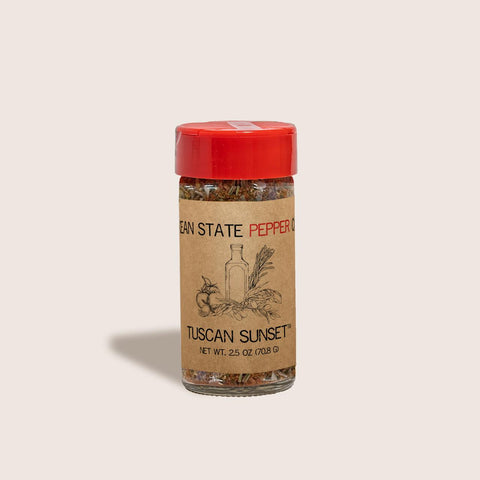 EAN STATE PEPPER C
TUSCAN SUNSET™
NET WT. 2.5 OZ (70.8 G)